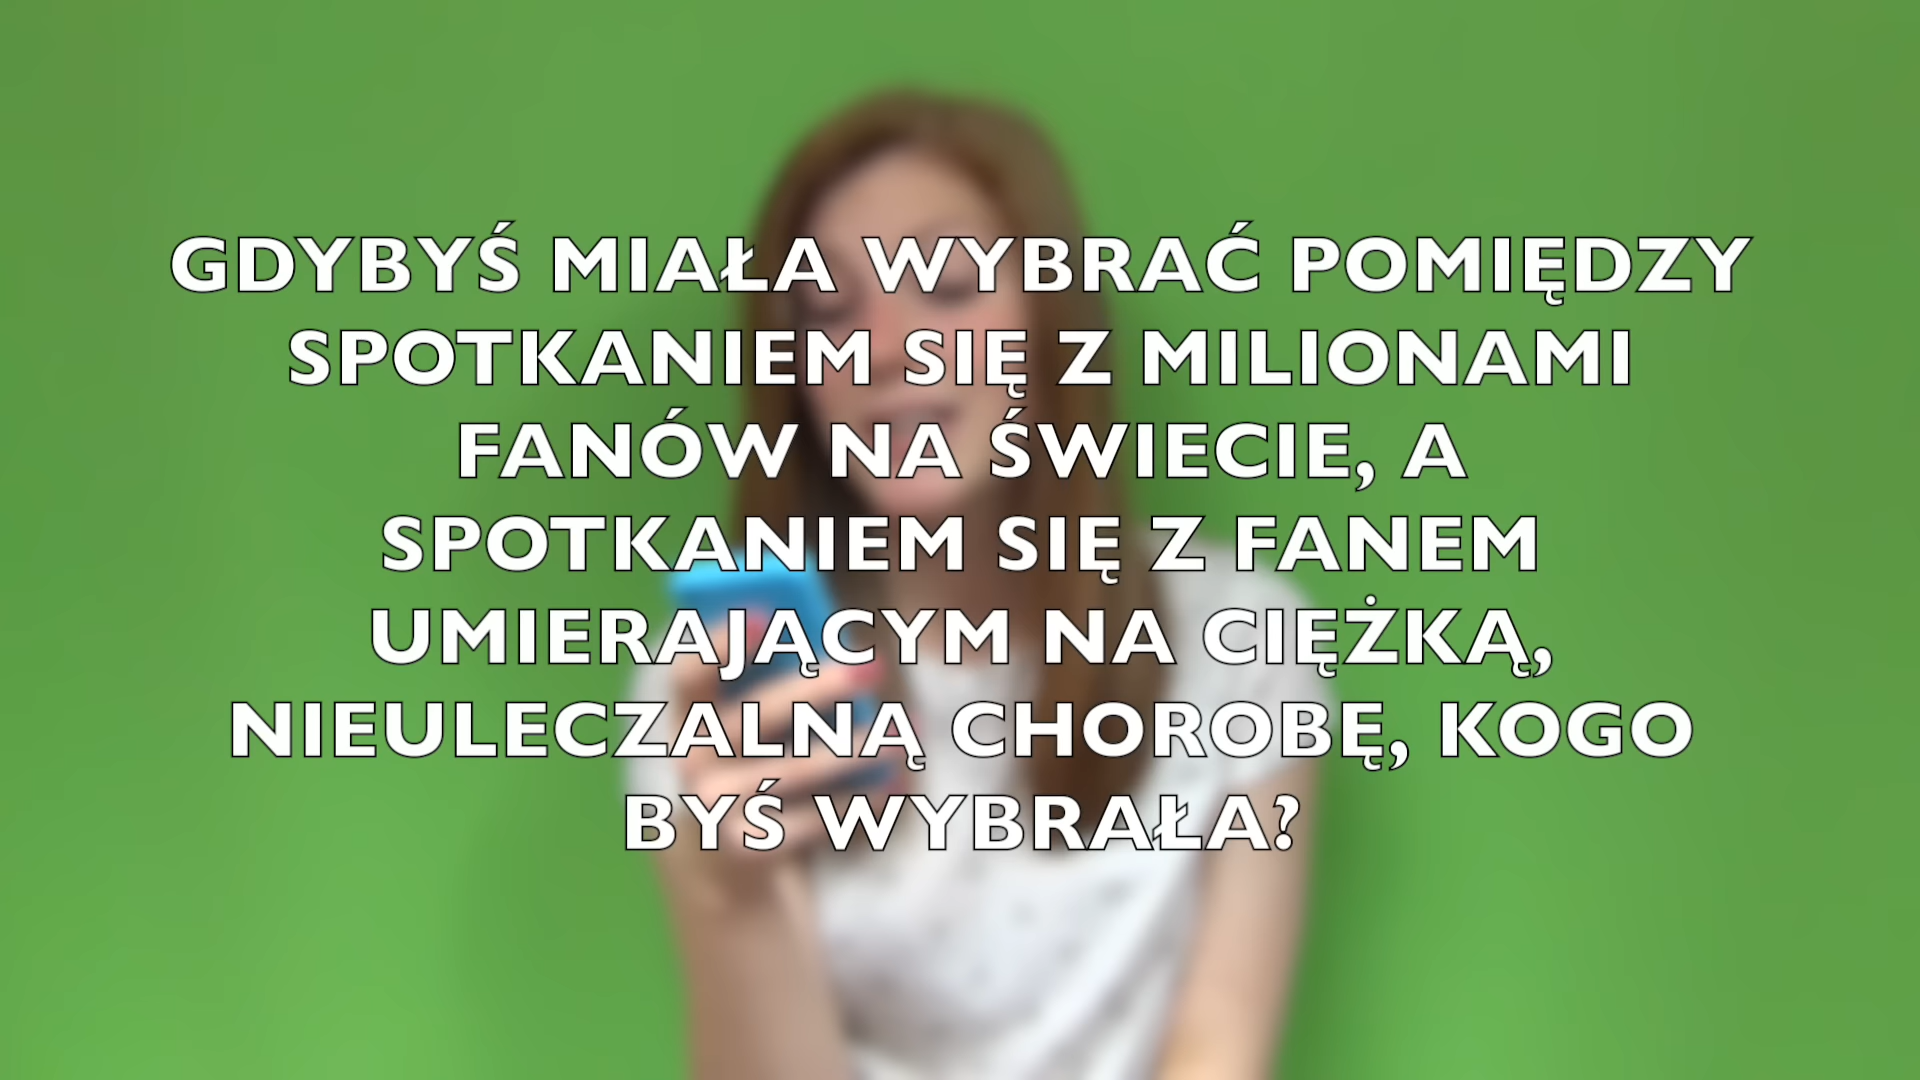 GDYBYŚ MIAŁA WYBRAĆ POMIĘDZY
SPOTKANIEM SIĘ Z MILIONAMI
FANÓW NA ŚWIECIE, A
SPOTKANIEM SIĘ Z FANEM
UMIERAJĄCYM NA CIĘŻKĄ,
NIEULECZALNĄ CHOROBĘ, KOGO
BYŚ WYBRAŁA?